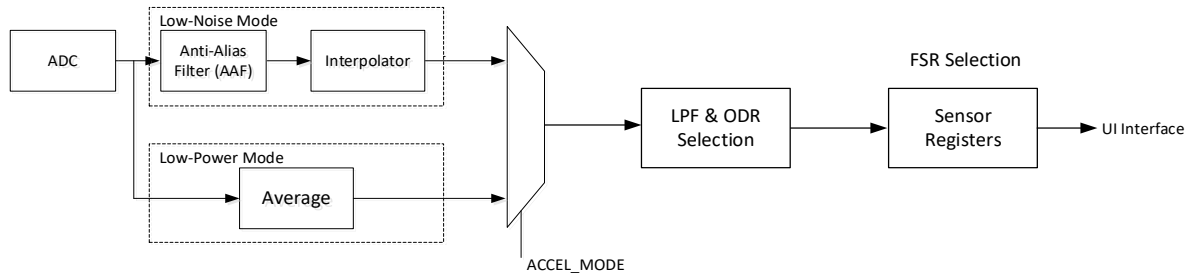 Low-Noise Mode
ADC
Anti-Alias
Filter (AAF)
Interpolator
FSR Selection
LPF & ODR
Selection
Sensor
Registers
UI Interface
Low-Power Mode
Average
ACCEL_MODE